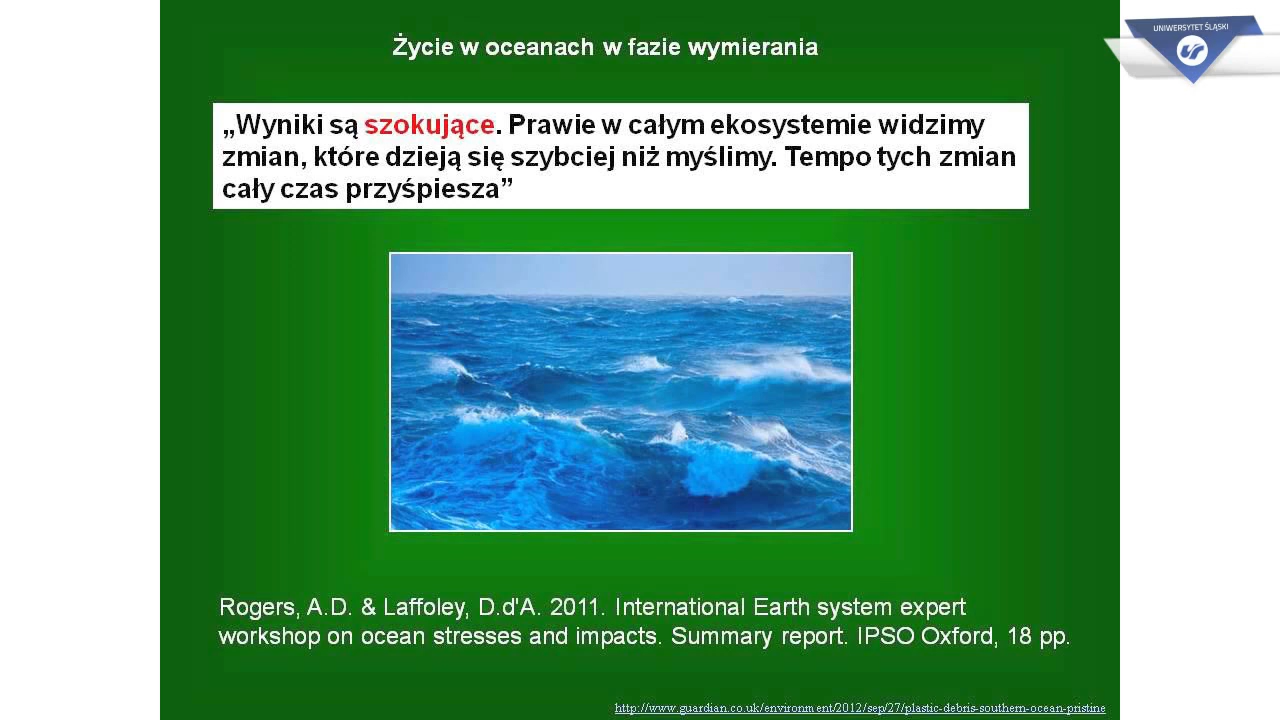 Życie w oceanach w fazie wymierania
UNIWERSYTET ŚLĄSKI
„Wyniki są szokujące. Prawie w całym ekosystemie widzimy
zmian, które dzieją się szybciej niż myślimy. Tempo tych zmian
cały czas przyśpiesza”
Rogers, A.D. & Laffoley, D.d'A. 2011. International Earth system expert
workshop on ocean stresses and impacts. Summary report. IPSO Oxford, 18 pp.
http://www.guardian.co.uk/environment/2012/sep/27/plastic-debris-southern-ocean-pristine